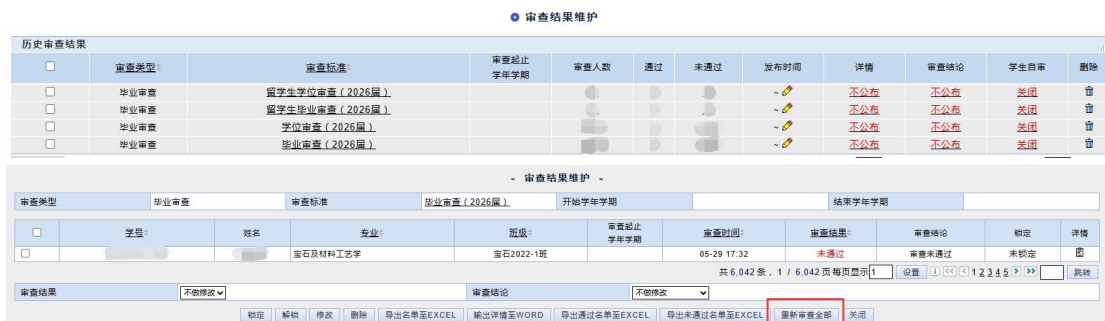 审查结果维护
历史审查结果
审查类型 审查标准 审查起止学年学期 审查人数 通过 未通过 发布时间 详情 审查结论 学生自审 删除
毕业审查 留学生学位审查（2026届） ~ 不公布 不公布 关闭
毕业审查 留学生毕业审查（2026届） ~ 不公布 不公布 关闭
毕业审查 学位审查（2026届） ~ 不公布 不公布 关闭
毕业审查 毕业审查（2026届） ~ 不公布 不公布 关闭
- 审查结果维护 -
审查类型 毕业审查 审查标准 毕业审查（2026届） 开始学年学期 结束学年学期
学号 姓名 专业 班级 审查起止学年学期 审查时间 审查结果 审查结论 锁定 详情
宝石及材料工艺学 宝石2022-1班 05-29 17:32 未通过 审查未通过 未锁定
共 6,042 条，1 / 6,042 页每页显示 1 设置 1 2 3 4 5 跳转
审查结果 不做修改 审查结论 不做修改
锁定 解锁 修改 删除 导出名单至EXCEL 输出详情至WORD 导出通过名单至EXCEL 导出未通过名单至EXCEL 重新审查全部 关闭